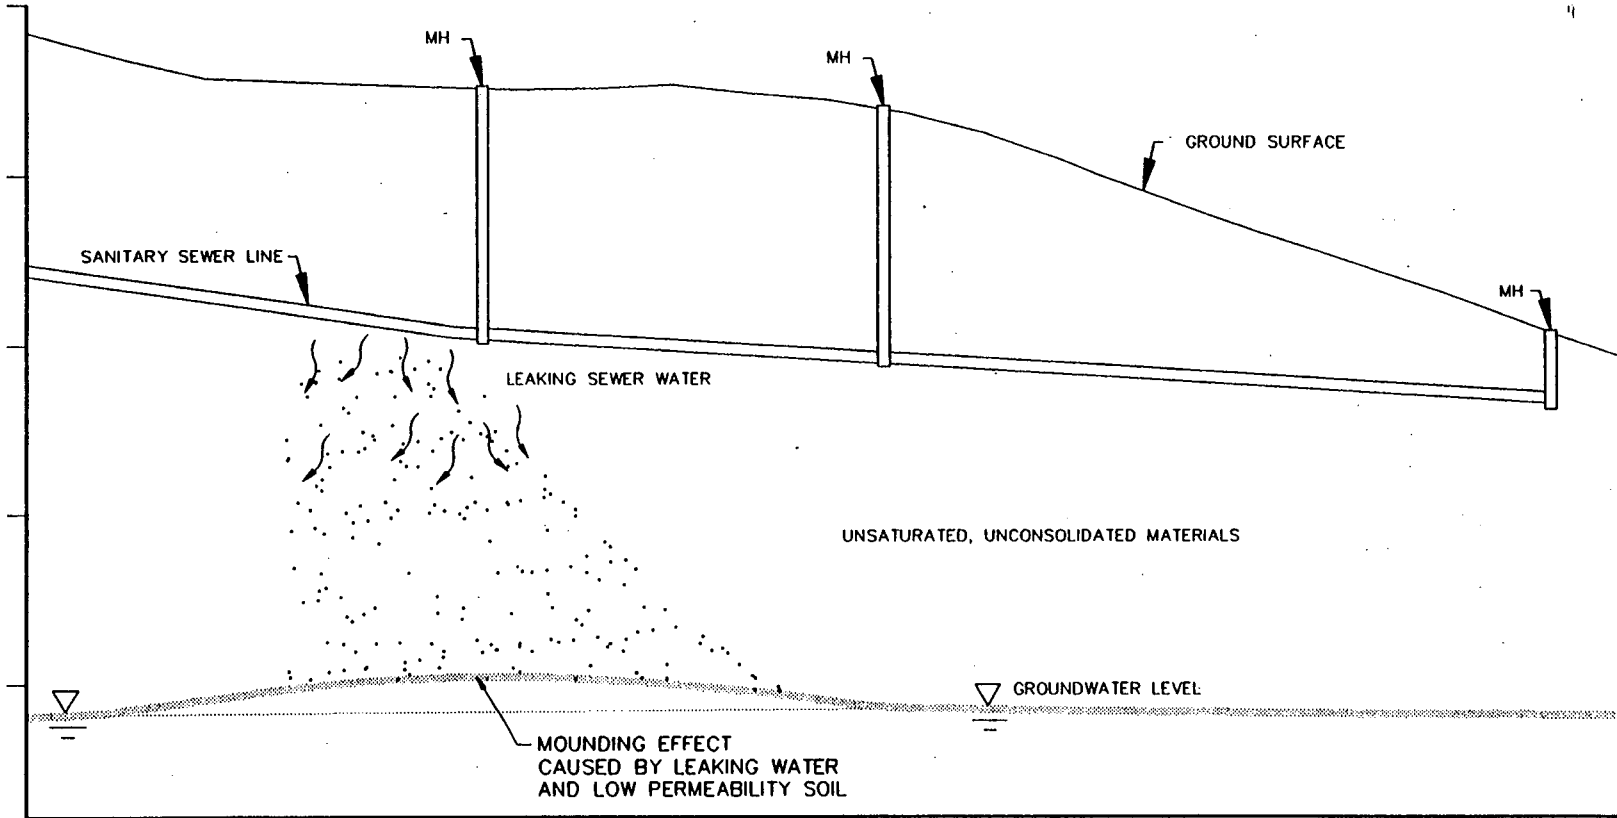 MH
MH
GROUND SURFACE
SANITARY SEWER LINE
MH
LEAKING SEWER WATER
UNSATURATED, UNCONSOLIDATED MATERIALS
GROUNDWATER LEVEL
MOUNDING EFFECT
CAUSED BY LEAKING WATER
AND LOW PERMEABILITY SOIL